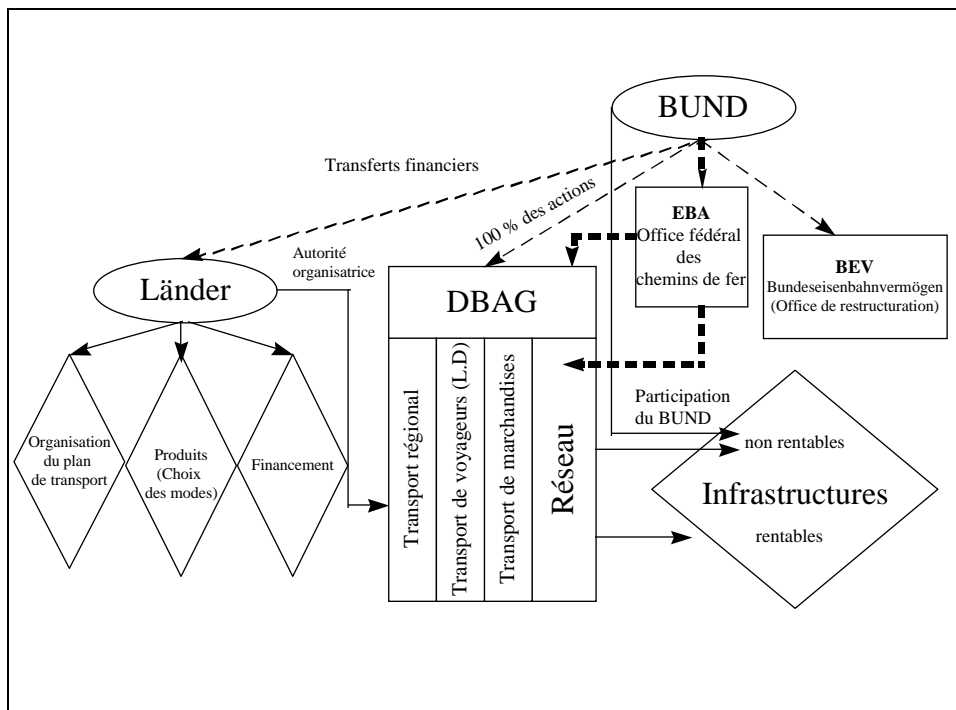 BUND
Transferts financiers
100 % des actions
EBA
Office fédéral
des
chemins de fer
BEV
Bundeseisenbahnvermögen
(Office de restructuration)
Autorité
organisatrice
Länder
DBAG
Organisation
du plan
de transport
Produits
(Choix
des modes)
Financement
Transport régional
Transport de voyageurs (L.D)
Transport de marchandises
Réseau
Participation
du BUND
non rentables
Infrastructures
rentables